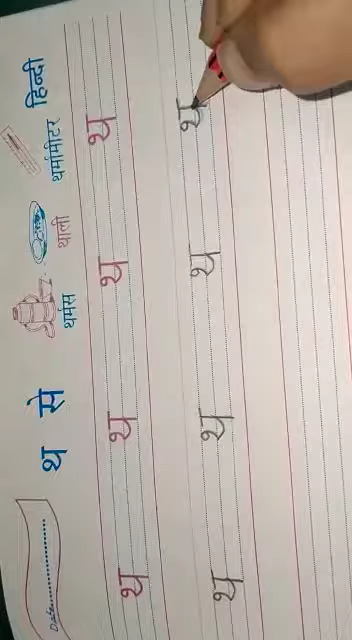 Date....................
थ से थर्मस थाली थर्मामीटर हिन्दी
थ थ थ थ
थ थ थ थ